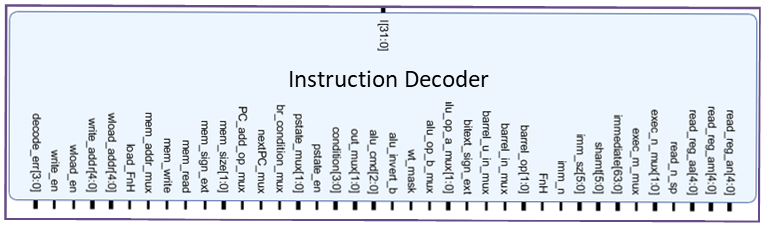 I[31:0]
Instruction Decoder
decode_err[3:0]
write_en
wload_en
write_addr[4:0]
wload_addr[4:0]
load_FnH
mem_addr_mux
mem_write
mem_read
mem_sign_ext
mem_size[1:0]
PC_add_op_mux
nextPC_mux
br_condition_mux
pstate_mux[1:0]
pstate_en
condition[3:0]
out_mux[1:0]
alu_cmd[2:0]
alu_invert_b
wt_mask
alu_op_b_mux
alu_op_a_mux[1:0]
bitext_sign_ext
barrel_u_in_mux
barrel_in_mux
barrel_op[1:0]
FnH
imm_n
imm_sz[5:0]
shamt[5:0]
immediate[63:0]
exec_m_mux
exec_n_mux[1:0]
read_n_sp
read_reg_aa[4:0]
read_reg_am[4:0]
read_reg_an[4:0]